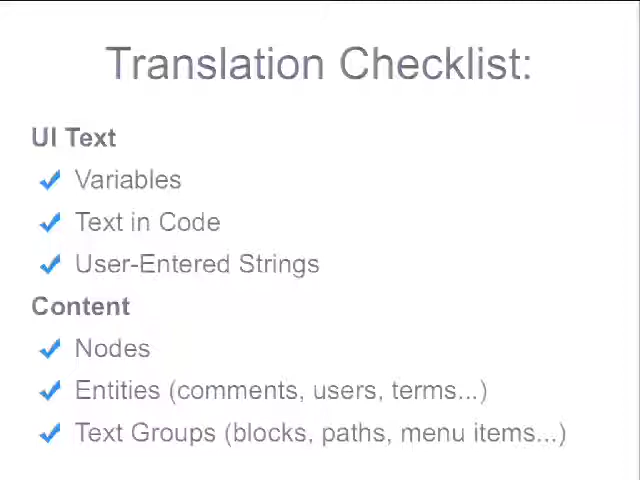 Translation Checklist:
UI Text
Variables
Text in Code
User-Entered Strings
Content
Nodes
Entities (comments, users, terms...)
Text Groups (blocks, paths, menu items...)